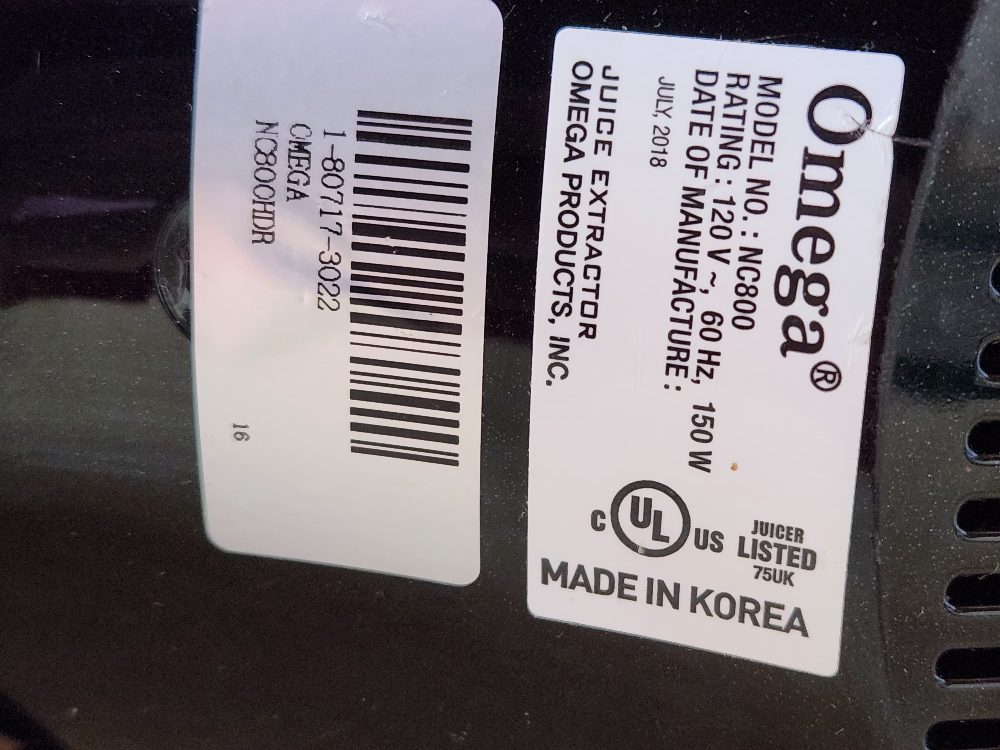 Omega®
MODEL NO. : NC800
RATING : 120 V ~, 60 Hz, 150 W
DATE OF MANUFACTURE :
JULY, 2018
JUICE EXTRACTOR
OMEGA PRODUCTS, INC.
C UL US
JUICER
LISTED
75UK
MADE IN KOREA
1-80717-3022
OMEGA
NC800HDR
16